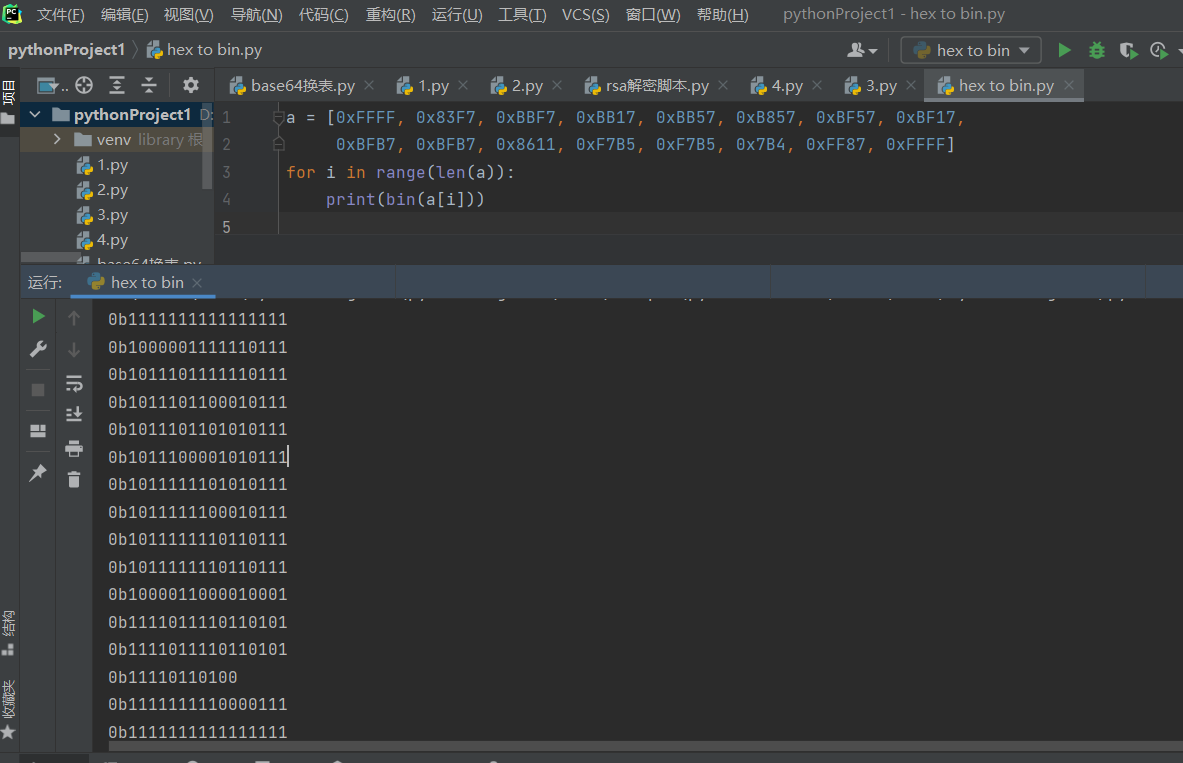 文件(F) 编辑(E) 视图(V) 导航(N) 代码(C) 重构(R) 运行(U) 工具(T) VCS(S) 窗口(W) 帮助(H) pythonProject1 - hex to bin.py
pythonProject1 hex to bin.py hex to bin
项目
base64换表.py 1.py 2.py rsa解密脚本.py 4.py 3.py hex to bin.py
pythonProject1 D:
venv library 根
1.py
2.py
3.py
4.py
base64换表.py
1 a = [0xFFFF, 0x83F7, 0xBBF7, 0xBB17, 0xBB57, 0xB857, 0xBF57, 0xBF17,
2 0xBFB7, 0xBFB7, 0x8611, 0xF7B5, 0xF7B5, 0x7B4, 0xFF87, 0xFFFF]
3 for i in range(len(a)):
4 print(bin(a[i]))
5
运行: hex to bin
0b1111111111111111
0b1000001111110111
0b1011101111110111
0b1011101100010111
0b1011101101010111
0b1011100001010111
0b1011111101010111
0b1011111100010111
0b1011111110110111
0b1011111110110111
0b1000011000010001
0b1111011110110101
0b1111011110110101
0b11110110100
0b1111111110000111
0b1111111111111111
结构
收藏夹